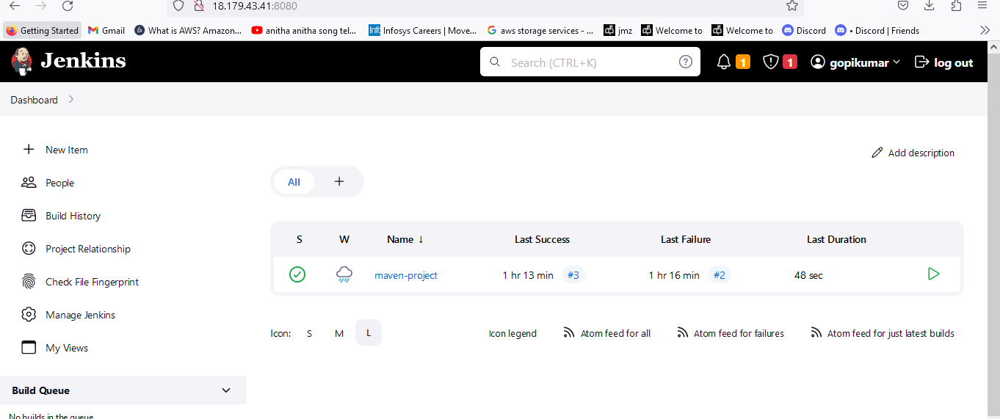 18.179.43.41:8080
Getting Started Gmail What is AWS? Amazon... anitha anitha song tel... Infosys Careers | Move... aws storage services - ... jmz Welcome to Welcome to Discord • Discord | Friends
Jenkins Search (CTRL+K) 1 1 gopikumar log out
Dashboard
New Item
People
Build History
Project Relationship
Check File Fingerprint
Manage Jenkins
My Views
Build Queue
No builds in the queue.
Add description
All +
S W Name ↓ Last Success Last Failure Last Duration
maven-project 1 hr 13 min #3 1 hr 16 min #2 48 sec
Icon: S M L Icon legend Atom feed for all Atom feed for failures Atom feed for just latest builds